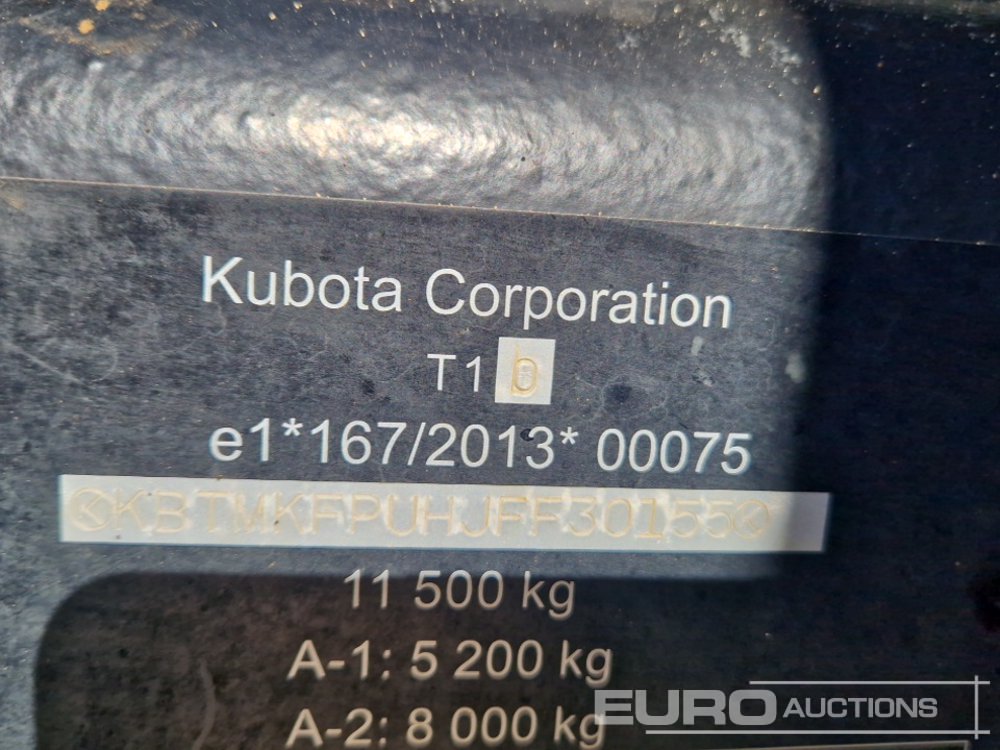 Kubota Corporation
T1b
e1*167/2013* 00075
KBTMKFPUHJFF30155
11 500 kg
A-1: 5 200 kg
A-2: 8 000 kg
EURO AUCTIONS